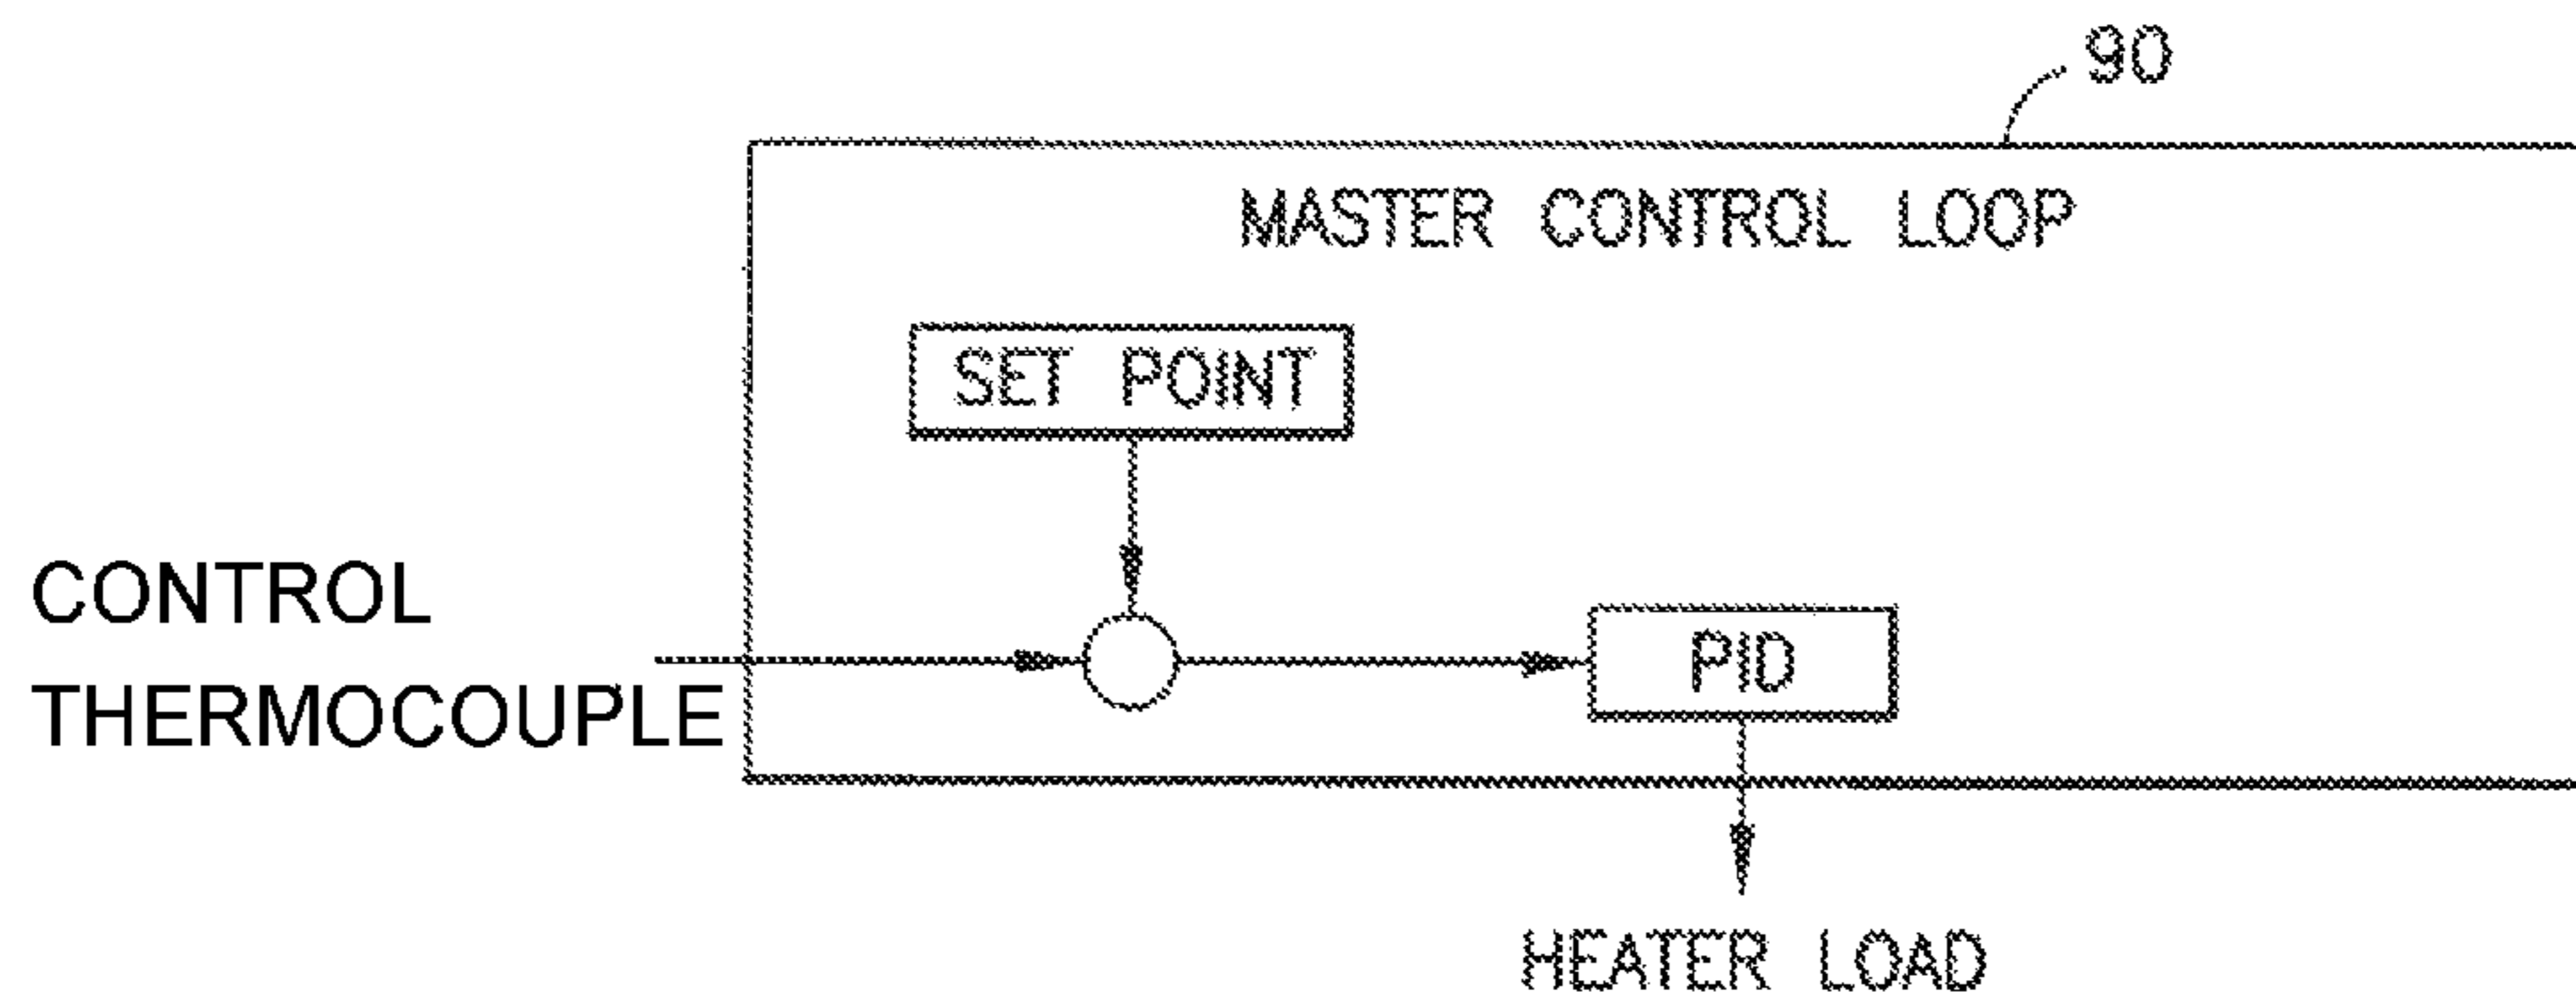 90
MASTER CONTROL LOOP
SET POINT
CONTROL
THERMOCOUPLE
PID
HEATER LOAD